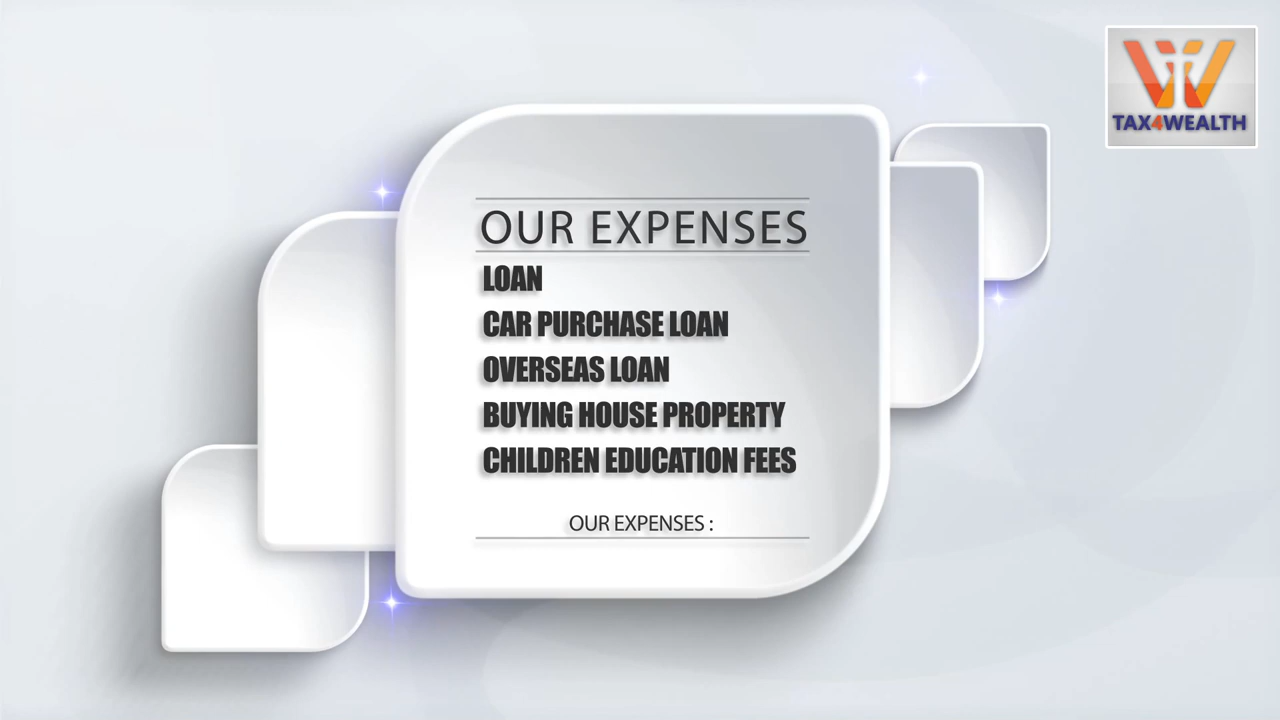 TAX4WEALTH
OUR EXPENSES
LOAN
CAR PURCHASE LOAN
OVERSEAS LOAN
BUYING HOUSE PROPERTY
CHILDREN EDUCATION FEES
OUR EXPENSES :